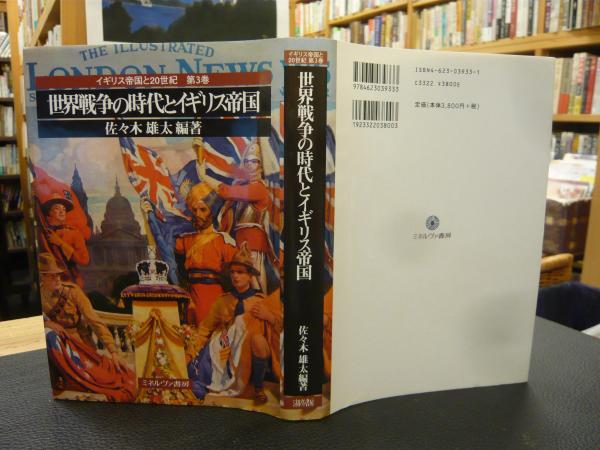 THE ILLUSTRATED
LONDON NEWS
イギリス帝国と20世紀 第3巻
世界戦争の時代とイギリス帝国
佐々木 雄太 編著
ミネルヴァ書房
イギリス帝国と
20世紀 第3巻
世界戦争の時代とイギリス帝国
佐々木 雄太 編著
ミネルヴァ書房
9784623039333
1923322038003
ISBN4-623-03933-1
C3322 ¥3800E
定価(本体3,800円+税)
ミネルヴァ書房